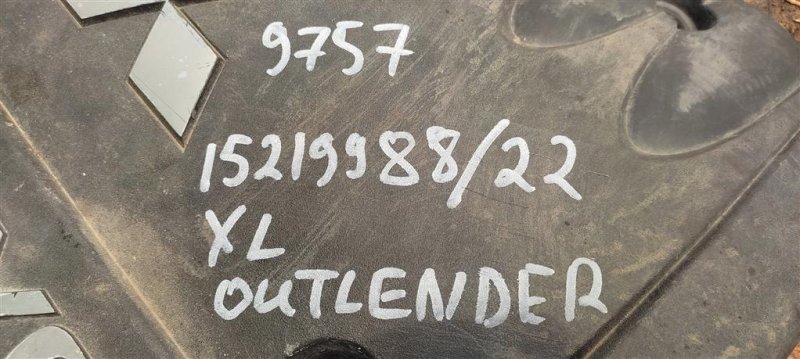 9757
15219988/22
XL
OUTLENDER